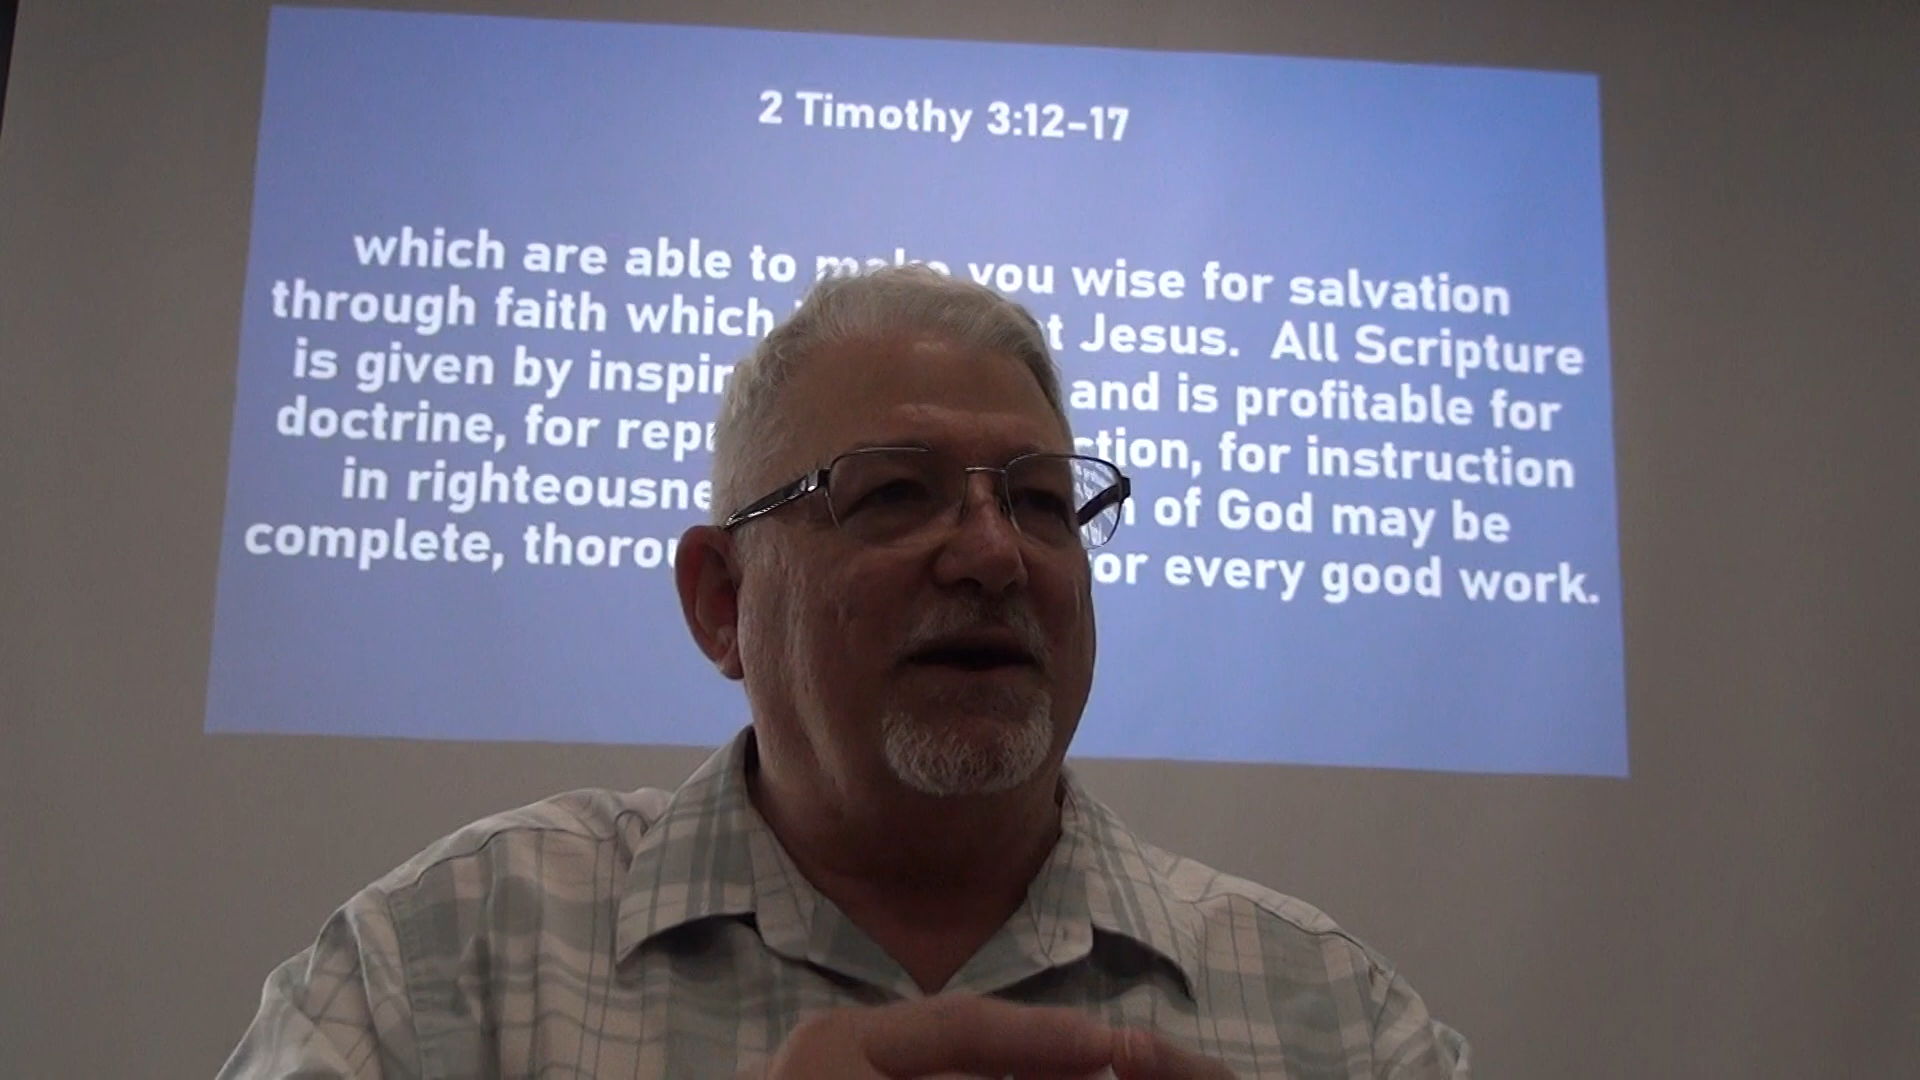 2 Timothy 3:12-17
which are able to make you wise for salvation
through faith which Jesus. All Scripture
is given by and is profitable for
doctrine, for for instruction
in of God may be
complete, every good work.